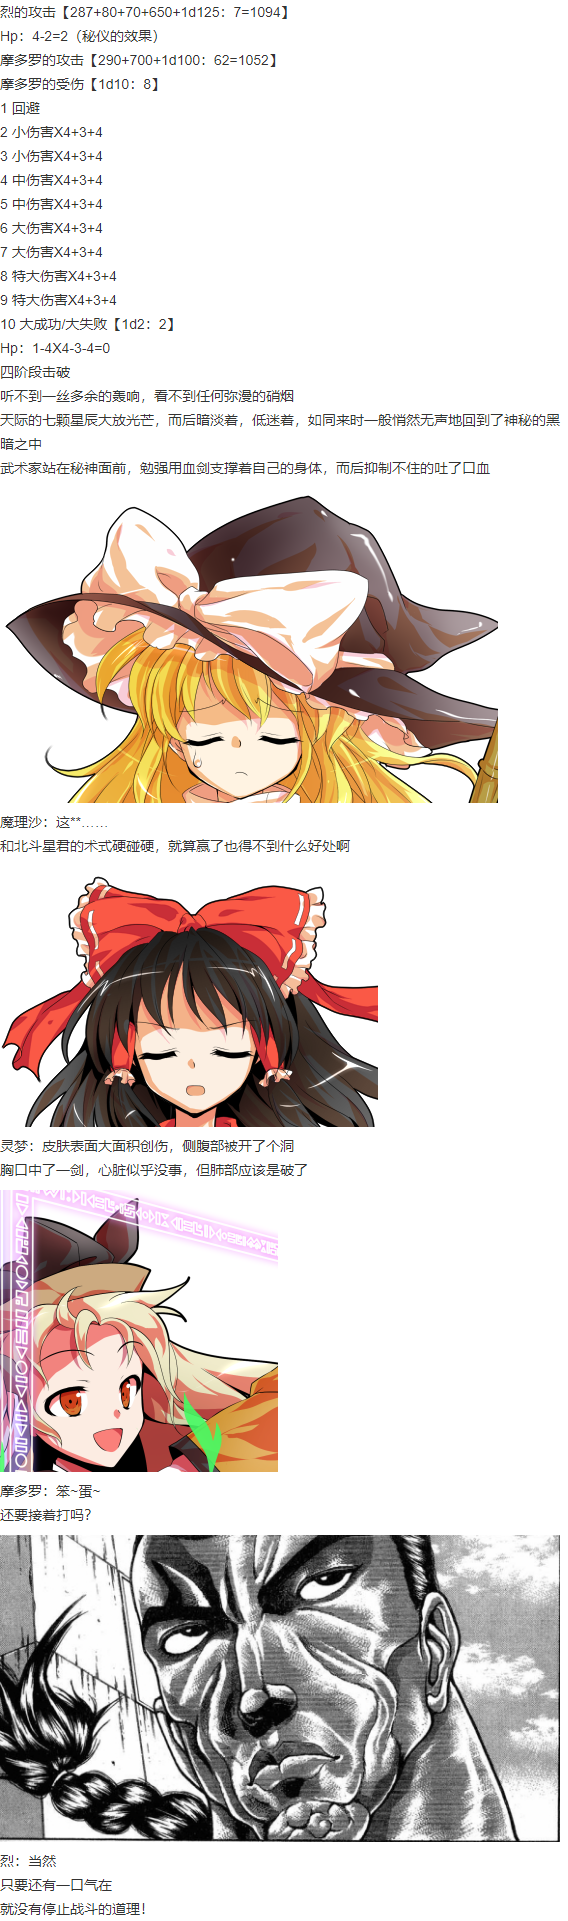 烈的攻击【287+80+70+650+1d125：7=1094】
Hp：4-2=2（秘仪的效果）
摩多罗的攻击【290+700+1d100：62=1052】
摩多罗的受伤【1d10：8】
1 回避
2 小伤害X4+3+4
3 小伤害X4+3+4
4 中伤害X4+3+4
5 中伤害X4+3+4
6 大伤害X4+3+4
7 大伤害X4+3+4
8 特大伤害X4+3+4
9 特大伤害X4+3+4
10 大成功/大失败【1d2：2】
Hp：1-4X4-3-4=0
四阶段击破
听不到一丝多余的轰响，看不到任何弥漫的硝烟
天际的七颗星辰大放光芒，而后暗淡着，低迷着，如同来时一般悄然无声地回到了神秘的黑
暗之中
武术家站在秘神面前，勉强用血剑支撑着自己的身体，而后抑制不住的吐了口血
魔理沙：这**……
和北斗星君的术式硬碰硬，就算赢了也得不到什么好处啊
灵梦：皮肤表面大面积创伤，侧腹部被开了个洞
胸口中了一剑，心脏似乎没事，但肺部应该是破了
摩多罗：笨~蛋~
还要接着打吗？
烈：当然
只要还有一口气在
就没有停止战斗的道理！